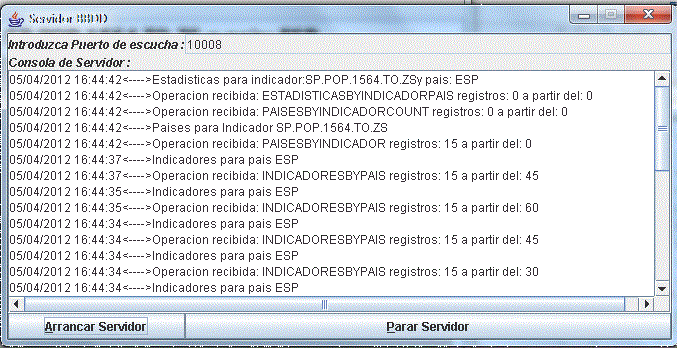 Servidor BBDD
Introduzca Puerto de escucha : 10008
Consola de Servidor :
05/04/2012 16:44:42<---->Estadisticas para indicador:SP.POP.1564.TO.ZSy pais: ESP
05/04/2012 16:44:42<---->Operacion recibida: ESTADISTICASBYINDICADORPAIS registros: 0 a partir del: 0
05/04/2012 16:44:42<---->Operacion recibida: PAISESBYINDICADORCOUNT registros: 0 a partir del: 0
05/04/2012 16:44:42<---->Paises para Indicador SP.POP.1564.TO.ZS
05/04/2012 16:44:42<---->Operacion recibida: PAISESBYINDICADOR registros: 15 a partir del: 0
05/04/2012 16:44:37<---->Indicadores para pais ESP
05/04/2012 16:44:37<---->Operacion recibida: INDICADORESBYPAIS registros: 15 a partir del: 45
05/04/2012 16:44:35<---->Indicadores para pais ESP
05/04/2012 16:44:35<---->Operacion recibida: INDICADORESBYPAIS registros: 15 a partir del: 60
05/04/2012 16:44:34<---->Indicadores para pais ESP
05/04/2012 16:44:34<---->Operacion recibida: INDICADORESBYPAIS registros: 15 a partir del: 45
05/04/2012 16:44:34<---->Indicadores para pais ESP
05/04/2012 16:44:34<---->Operacion recibida: INDICADORESBYPAIS registros: 15 a partir del: 30
05/04/2012 16:44:34<---->Indicadores para pais ESP
Arrancar Servidor
Parar Servidor